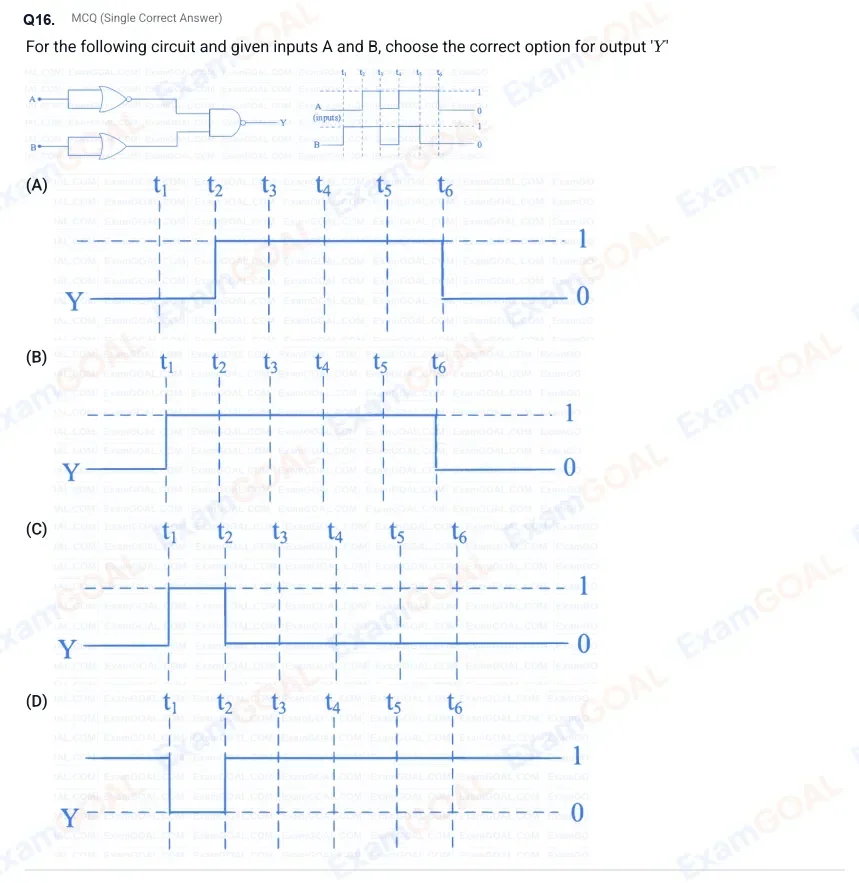 Q16. MCQ (Single Correct Answer)
For the following circuit and given inputs A and B, choose the correct option for output 'Y'
t₁ t₂ t₃ t₄ t₅ t₆
A
B
Y
A
(inputs)
B
1
0
1
0
(A)
t₁ t₂ t₃ t₄ t₅ t₆
1
Y 0
(B)
t₁ t₂ t₃ t₄ t₅ t₆
1
Y 0
(C)
t₁ t₂ t₃ t₄ t₅ t₆
1
Y 0
(D)
t₁ t₂ t₃ t₄ t₅ t₆
1
Y 0
ExamGOAL